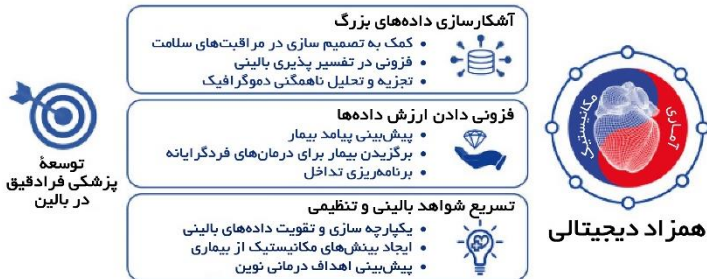 آشکارسازی داده‌های بزرگ
• کمک به تصمیم سازی در مراقبت‌های سلامت
• فزونی در تفسیر پذیری بالینی
• تجزیه و تحلیل ناهمگنی دموگرافیک
فزونی دادن ارزش داده‌ها
• پیش‌بینی پیامد بیمار
• برگزیدن بیمار برای درمان‌های فردگرایانه
• برنامه‌ریزی تداخل
تسریع شواهد بالینی و تنظیمی
• یکپارچه سازی و تقویت داده‌های بالینی
• ایجاد بینش‌های مکانیستیک از بیماری
• پیش‌بینی اهداف درمانی نوین
مکانیستیک
آماری
همزاد دیجیتالی
توسعهٔ
پزشکی فرادقیق
در بالین